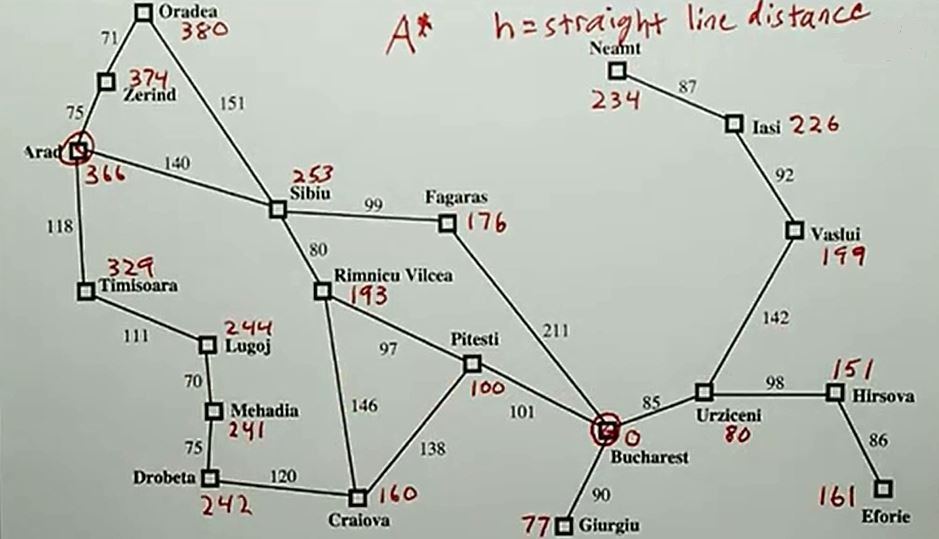 Oradea
380
A* h=straight line distance
71
Neamt
374
Zerind
87
234
151
75
Iasi 226
Arad
366
140
253
Sibiu
92
99
Fagaras
176
118
Vaslui
199
80
329
Timisoara
Rimnicu Vilcea
193
111
244
Lugoj
97
Pitesti
100
211
142
70
146
101
85
98
151
Hirsova
Mehadia
241
Urziceni
80
0
Bucharest
75
138
86
Drobeta
242
120
160
Craiova
90
77 Giurgiu
161
Eforie